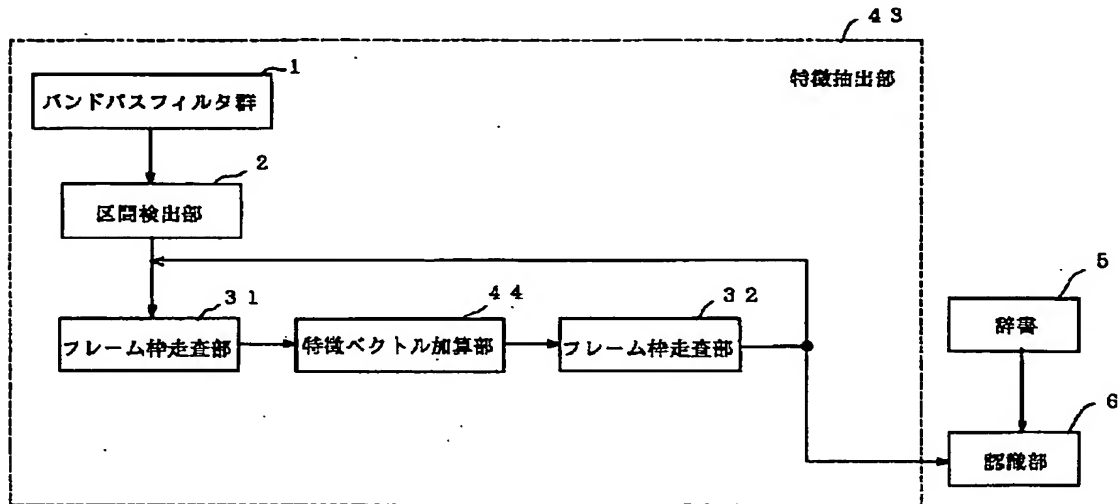 43
特徴抽出部
1
バンドパスフィルタ群
2
区間検出部
31
フレーム枠走査部
44
特徴ベクトル加算部
32
フレーム枠走査部
5
辞書
6
認識部